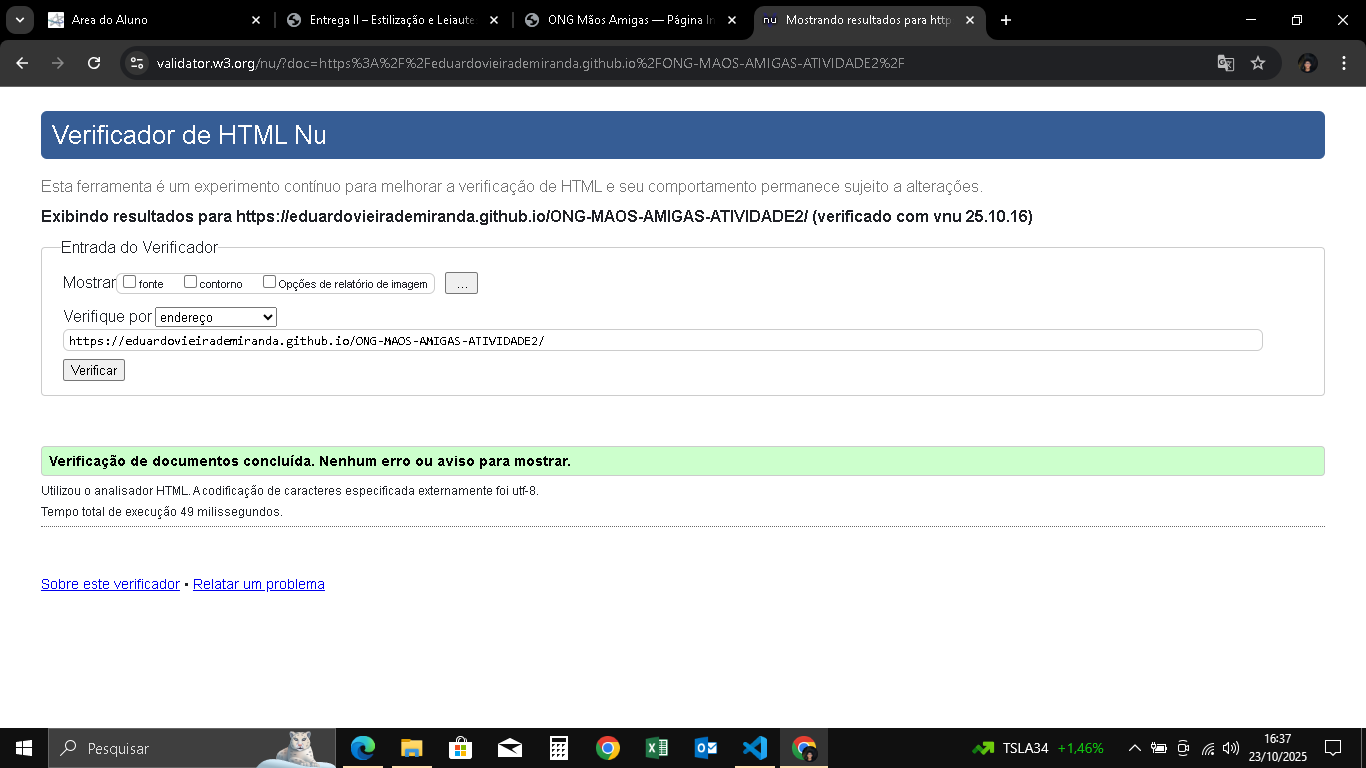 Area do Aluno
Entrega II – Estilização e Leiaute
ONG Mãos Amigas — Página In
nu Mostrando resultados para http
validator.w3.org/nu/?doc=https%3A%2F%2Feduardovieirademiranda.github.io%2FONG-MAOS-AMIGAS-ATIVIDADE2%2F
Verificador de HTML Nu
Esta ferramenta é um experimento contínuo para melhorar a verificação de HTML e seu comportamento permanece sujeito a alterações.
Exibindo resultados para https://eduardovieirademiranda.github.io/ONG-MAOS-AMIGAS-ATIVIDADE2/ (verificado com vnu 25.10.16)
Entrada do Verificador
Mostrar fonte contorno Opções de relatório de imagem ...
Verifique por endereço
https://eduardovieirademiranda.github.io/ONG-MAOS-AMIGAS-ATIVIDADE2/
Verificar
Verificação de documentos concluída. Nenhum erro ou aviso para mostrar.
Utilizou o analisador HTML. A codificação de caracteres especificada externamente foi utf-8.
Tempo total de execução 49 milissegundos.
Sobre este verificador • Relatar um problema
Pesquisar
TSLA34 +1,46%
16:37
23/10/2025